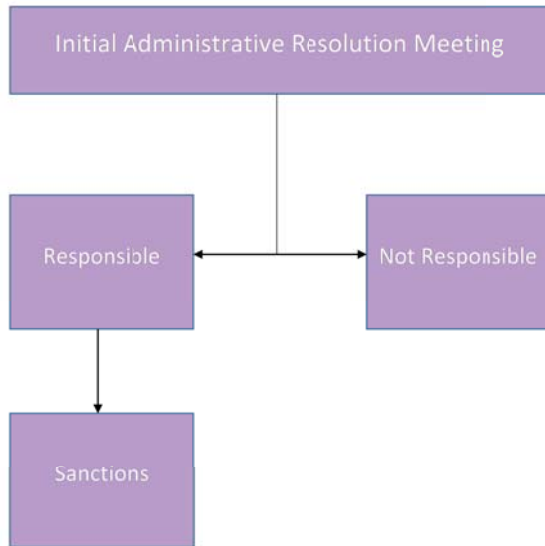 Initial Administrative Resolution Meeting
Responsible
Not Responsible
Sanctions